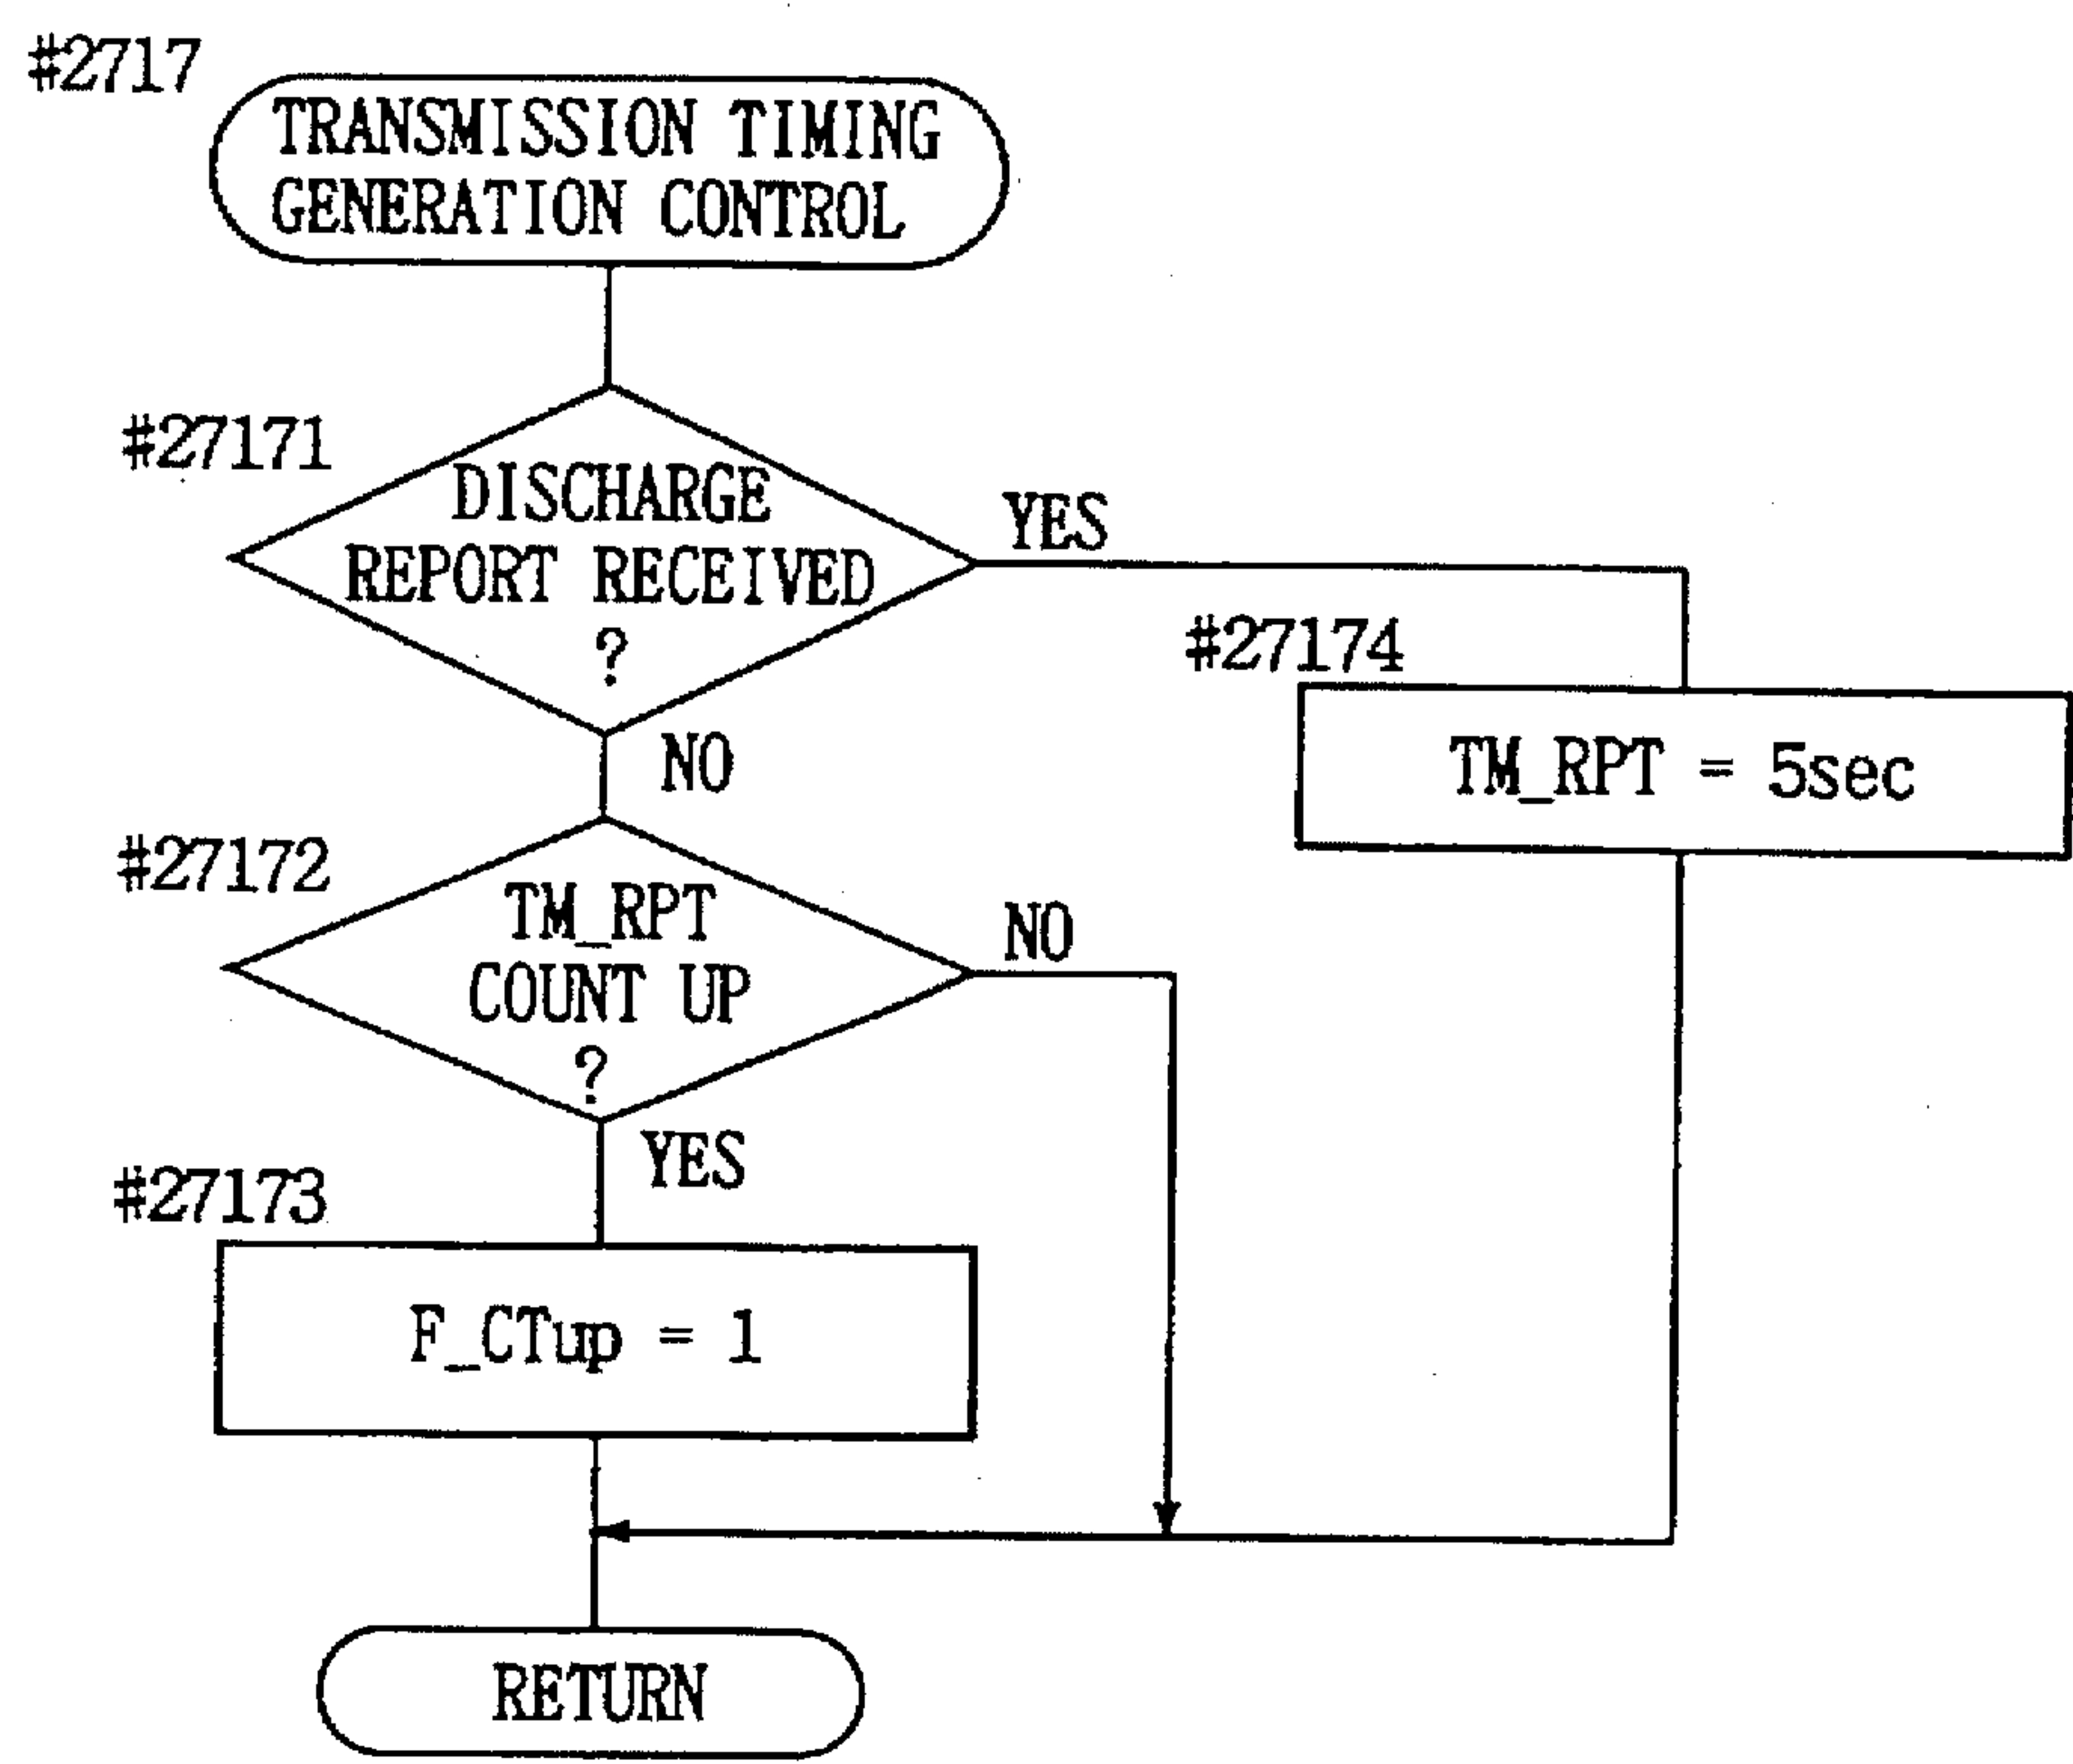 #2717
TRANSMISSION TIMING
GENERATION CONTROL
#27171
DISCHARGE
REPORT RECEIVED
?
YES
NO
#27174
TM_RPT = 5sec
#27172
TM_RPT
COUNT UP
?
NO
YES
#27173
F_CTup = 1
RETURN